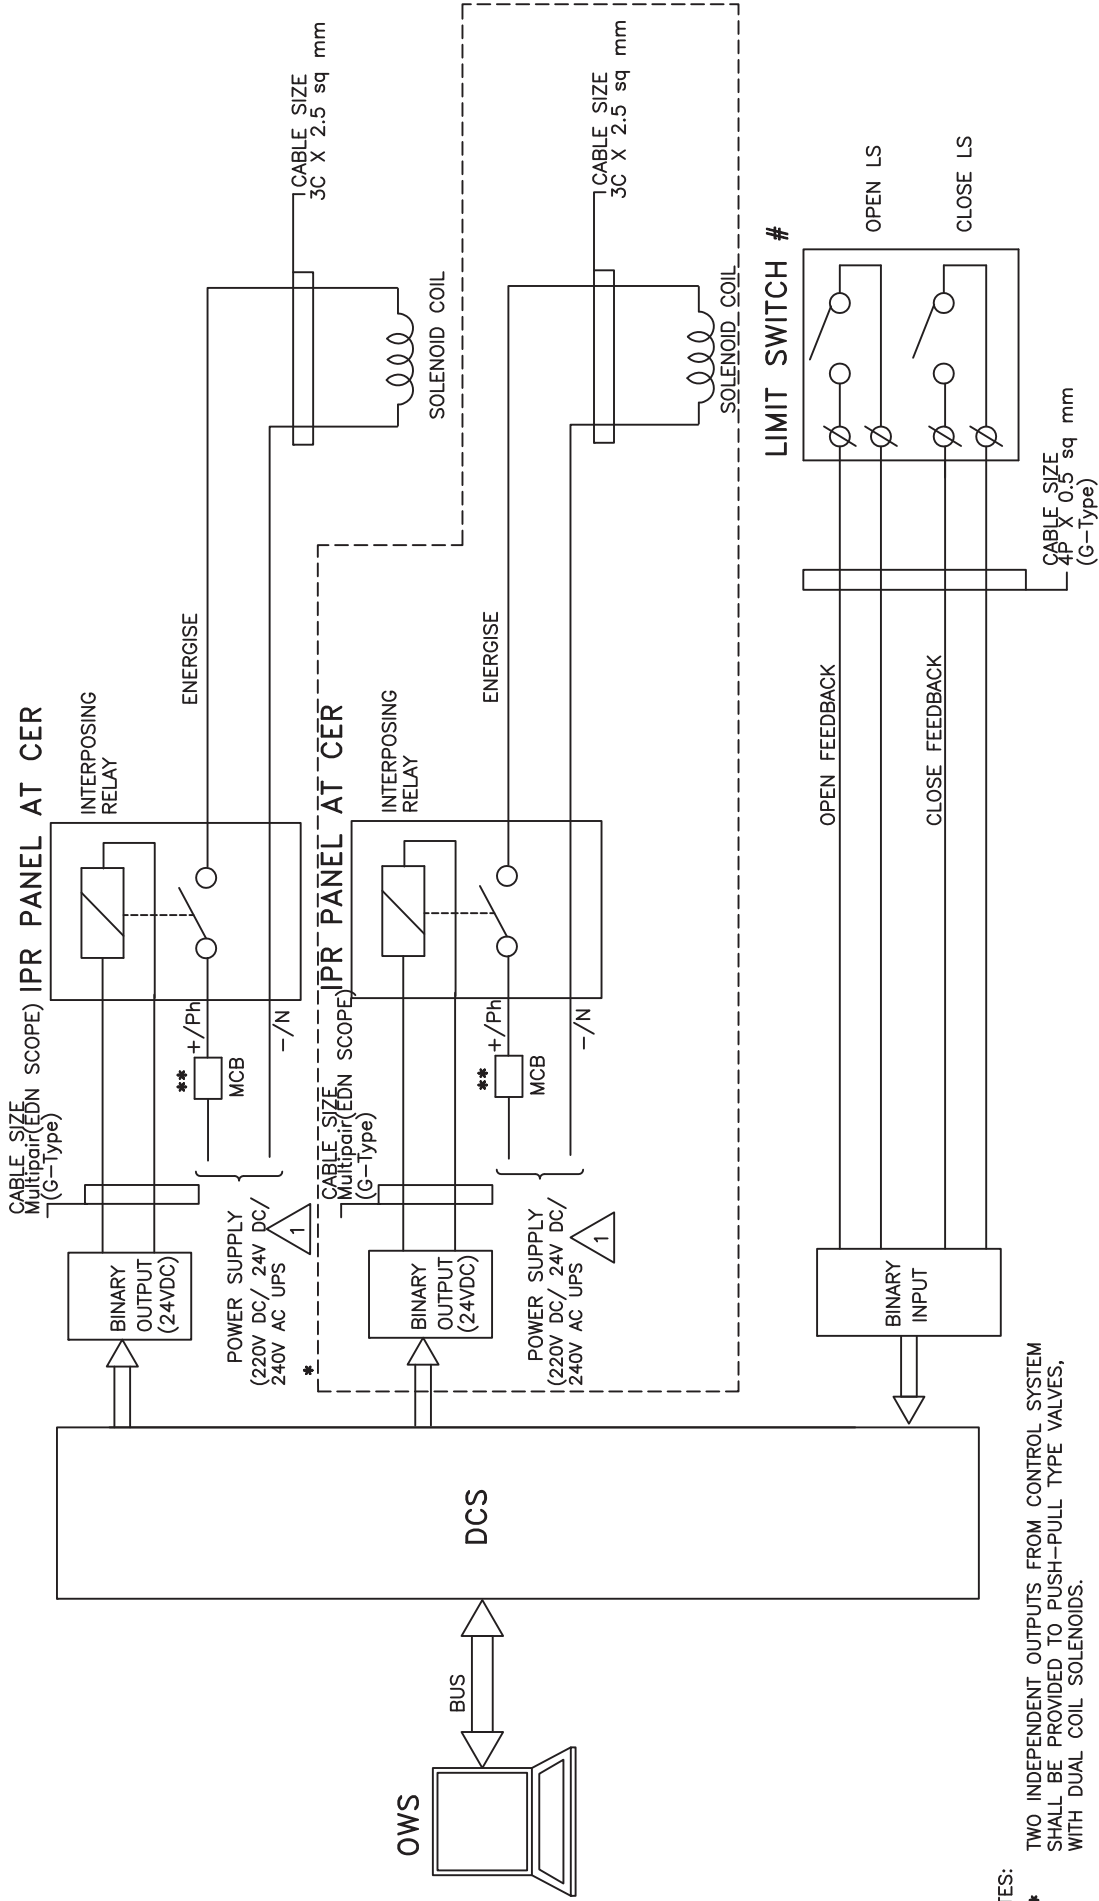 OWS
BUS
DCS
BINARY
OUTPUT
(24VDC)
CABLE SIZE
Multipair(EDN SCOPE)
(G-Type)
IPR PANEL AT CER
INTERPOSING
RELAY
**
MCB
+/Ph
-/N
POWER SUPPLY
(220V DC/ 24V DC/
240V AC UPS
1
ENERGISE
SOLENOID COIL
CABLE SIZE
3C X 2.5 sq mm
*
BINARY
OUTPUT
(24VDC)
CABLE SIZE
Multipair(EDN SCOPE)
(G-Type)
IPR PANEL AT CER
INTERPOSING
RELAY
**
MCB
+/Ph
-/N
POWER SUPPLY
(220V DC/ 24V DC/
240V AC UPS
1
ENERGISE
SOLENOID COIL
CABLE SIZE
3C X 2.5 sq mm
BINARY
INPUT
OPEN FEEDBACK
CLOSE FEEDBACK
LIMIT SWITCH #
OPEN LS
CLOSE LS
CABLE SIZE
4P X 0.5 sq mm
(G-Type)
TES:
* TWO INDEPENDENT OUTPUTS FROM CONTROL SYSTEM
SHALL BE PROVIDED TO PUSH-PULL TYPE VALVES,
WITH DUAL COIL SOLENOIDS.